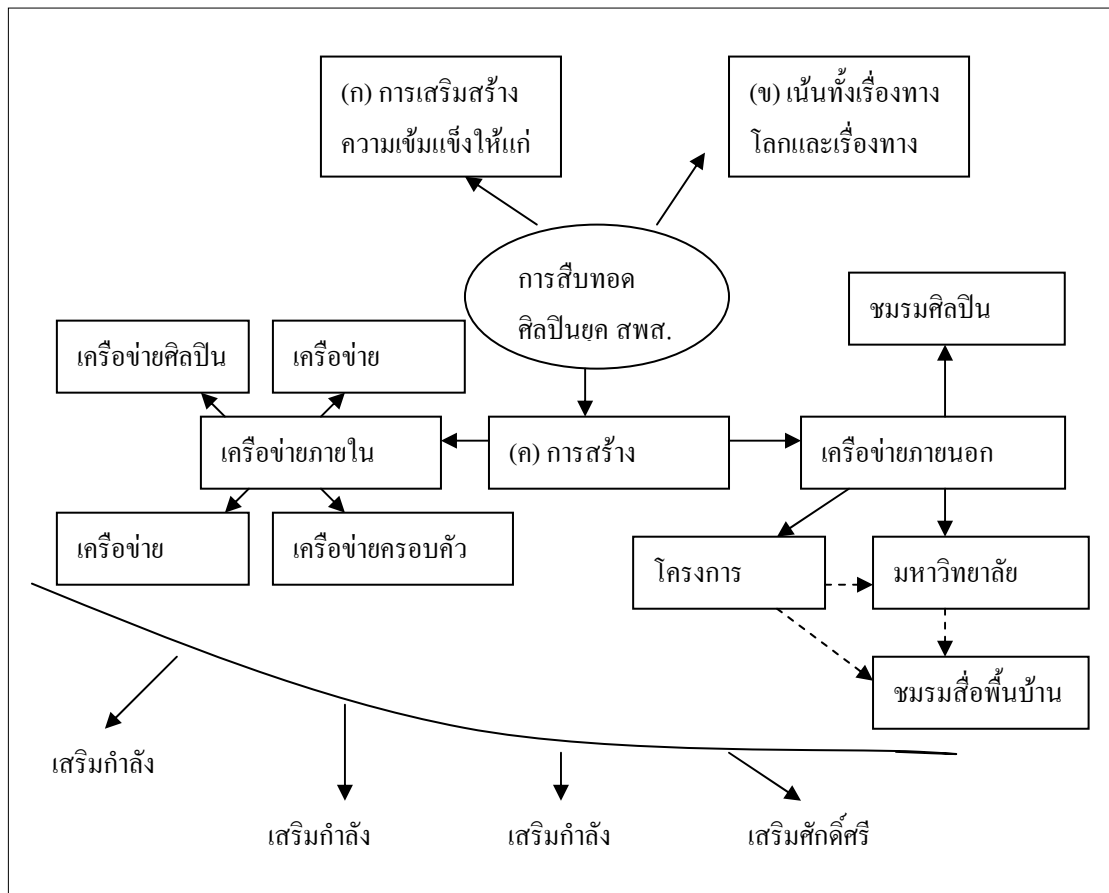 (ก) การเสริมสร้าง
ความเข้มแข็งให้แก่
(ข) เน้นทั้งเรื่องทาง
โลกและเรื่องทาง
การสืบทอด
ศิลปินยุค สพส.
ชมรมศิลปิน
เครือข่ายศิลปิน
เครือข่าย
เครือข่ายภายใน
(ค) การสร้าง
เครือข่ายภายนอก
เครือข่าย
เครือข่ายครอบคัว
โครงการ
มหาวิทยาลัย
ชมรมสื่อพื้นบ้าน
เสริมกำลัง
เสริมกำลัง
เสริมกำลัง
เสริมศักดิ์ศรี